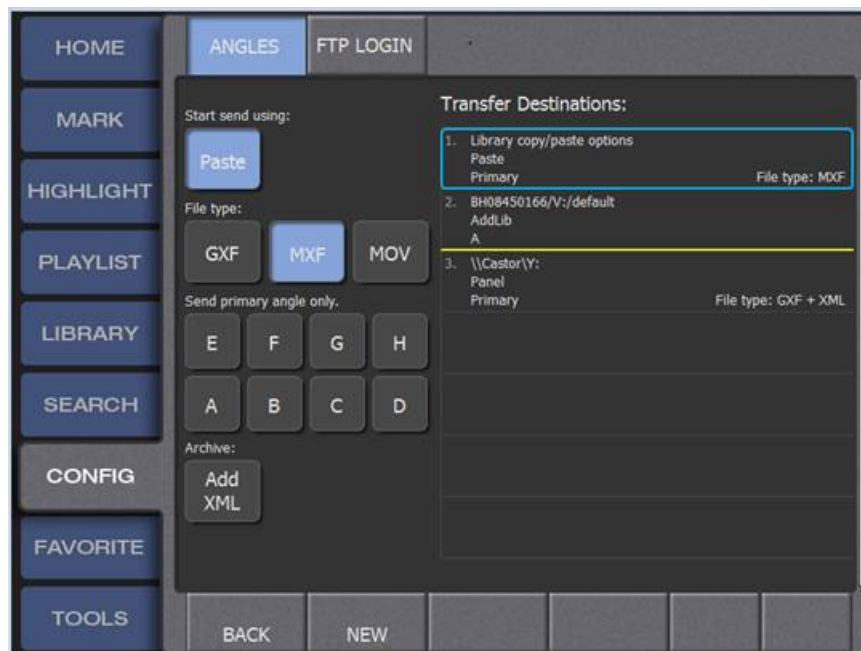 HOME
MARK
HIGHLIGHT
PLAYLIST
LIBRARY
SEARCH
CONFIG
FAVORITE
TOOLS
ANGLES
FTP LOGIN
Start send using:
Paste
File type:
GXF
MXF
MOV
Send primary angle only.
E
F
G
H
A
B
C
D
Archive:
Add
XML
Transfer Destinations:
1. Library copy/paste options
Paste
Primary File type: MXF
2. BH08450166/V:/default
AddLib
A
3. \\Castor\Y:
Panel
Primary File type: GXF + XML
BACK
NEW